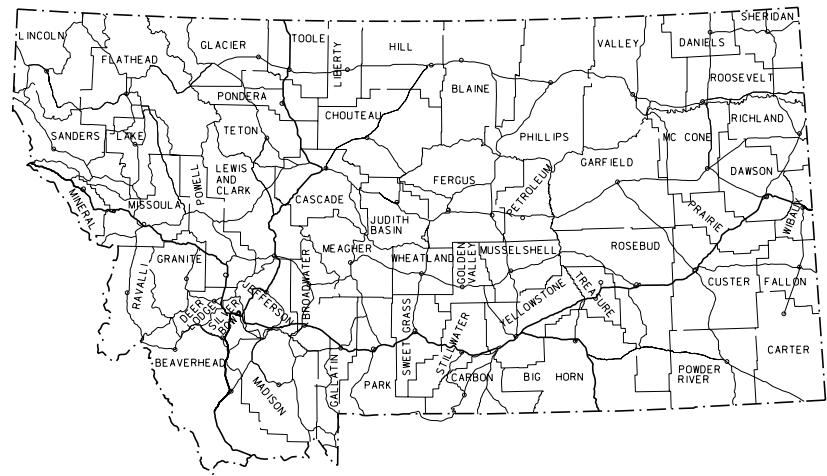 LINCOLN
FLATHEAD
GLACIER
TOOLE
LIBERTY
HILL
BLAINE
VALLEY
DANIELS
SHERIDAN
ROOSEVELT
PONDERA
CHOUTEAU
PHILLIPS
RICHLAND
SANDERS
LAKE
TETON
MC CONE
MINERAL
MISSOULA
POWELL
LEWIS
AND
CLARK
CASCADE
FERGUS
PETROLEUM
GARFIELD
DAWSON
JUDITH
BASIN
PRAIRIE
WIBAUX
RAVALLI
GRANITE
MEAGHER
BROADWATER
WHEATLAND
GOLDEN
VALLEY
MUSSELSHELL
ROSEBUD
DEER
LODGE
SILVER
BOW
JEFFERSON
SWEET GRASS
STILLWATER
YELLOWSTONE
TREASURE
CUSTER
FALLON
BEAVERHEAD
MADISON
GALLATIN
PARK
CARBON
BIG HORN
POWDER
RIVER
CARTER